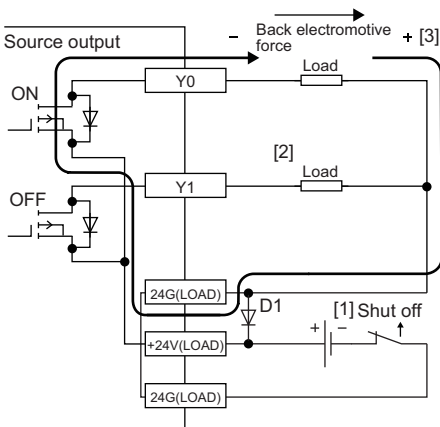 Source output
- Back electromotive force + [3]
Y0
Load
ON
[2]
Y1
Load
OFF
24G(LOAD)
D1
+24V(LOAD)
+ -
[1] Shut off
24G(LOAD)